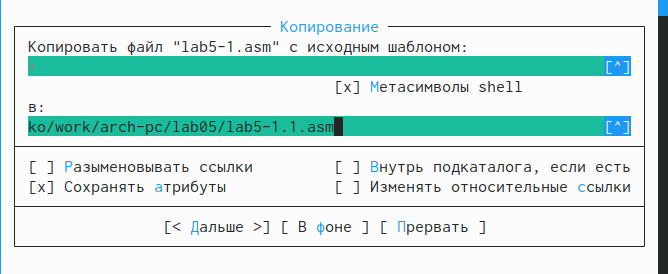 Копирование
Копировать файл "lab5-1.asm" с исходным шаблоном:
* [^]
[x] Метасимволы shell
в:
ko/work/arch-pc/lab05/lab5-1.1.asm [^]
[ ] Разыменовывать ссылки [ ] Внутрь подкаталога, если есть
[x] Сохранять атрибуты [ ] Изменять относительные ссылки
[< Дальше >] [ В фоне ] [ Прервать ]